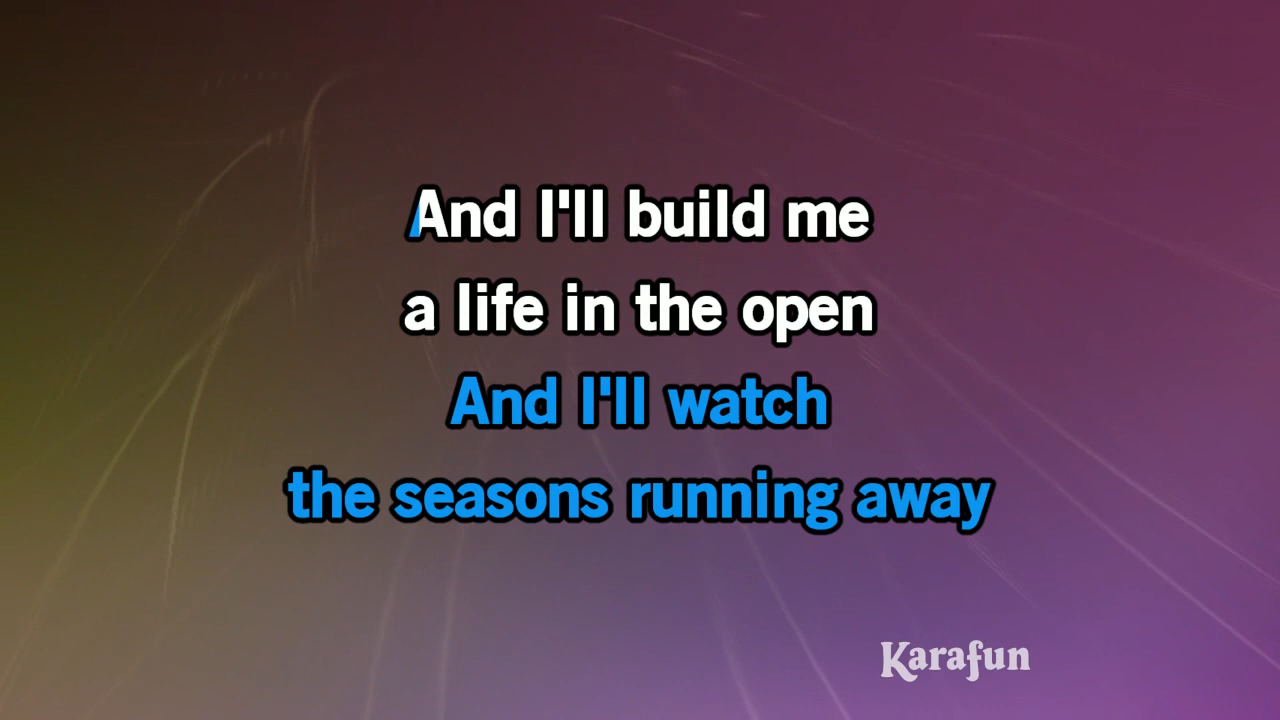 And I'll build me
a life in the open
And I'll watch
the seasons running away
Karafun